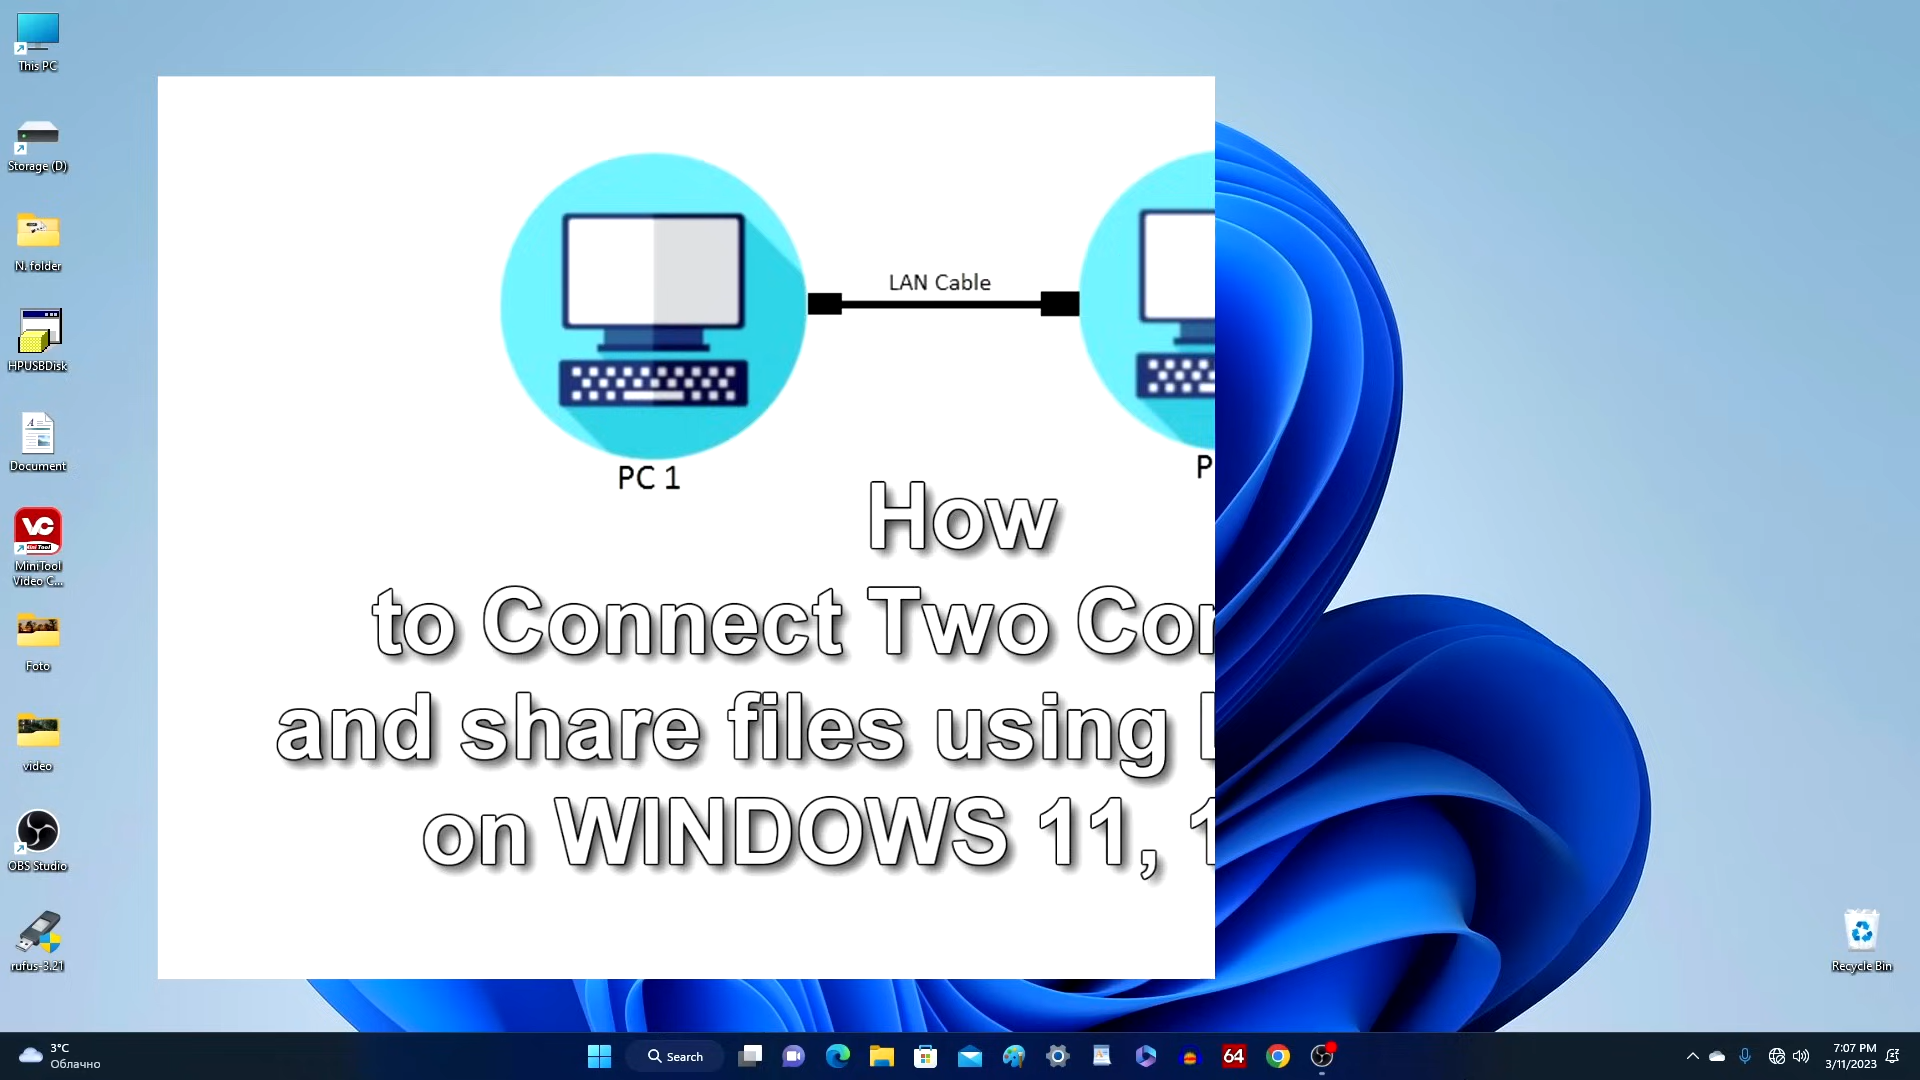 This PC
Storage (D)
N. folder
HPUSBDisk
Document
MiniTool
Video C...
Foto
video
OBS Studio
rufus-3.21
LAN Cable
PC 1
P
How
to Connect Two Con
and share files using
on WINDOWS 11, 1
Recycle Bin
3°C
Облачно
Search
64
7:07 PM
3/11/2023